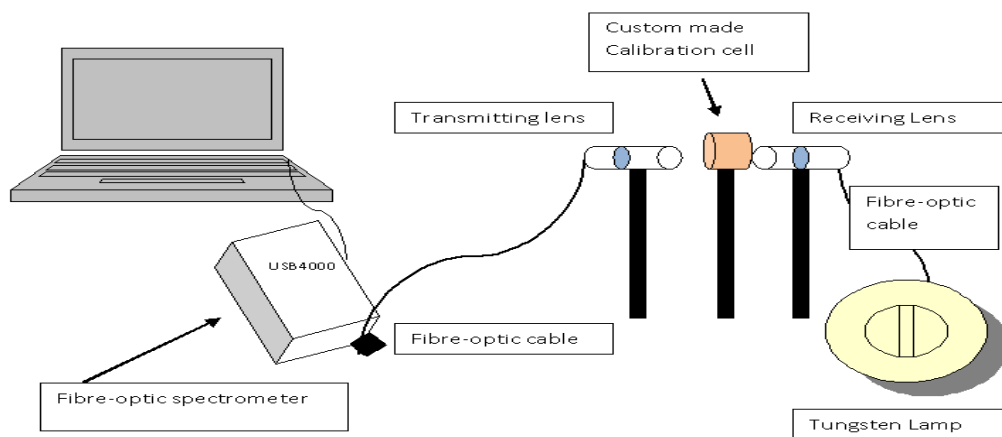 Custom made
Calibration cell
Transmitting lens
Receiving Lens
Fibre-optic
cable
USB4000
Fibre-optic cable
Fibre-optic spectrometer
Tungsten Lamp